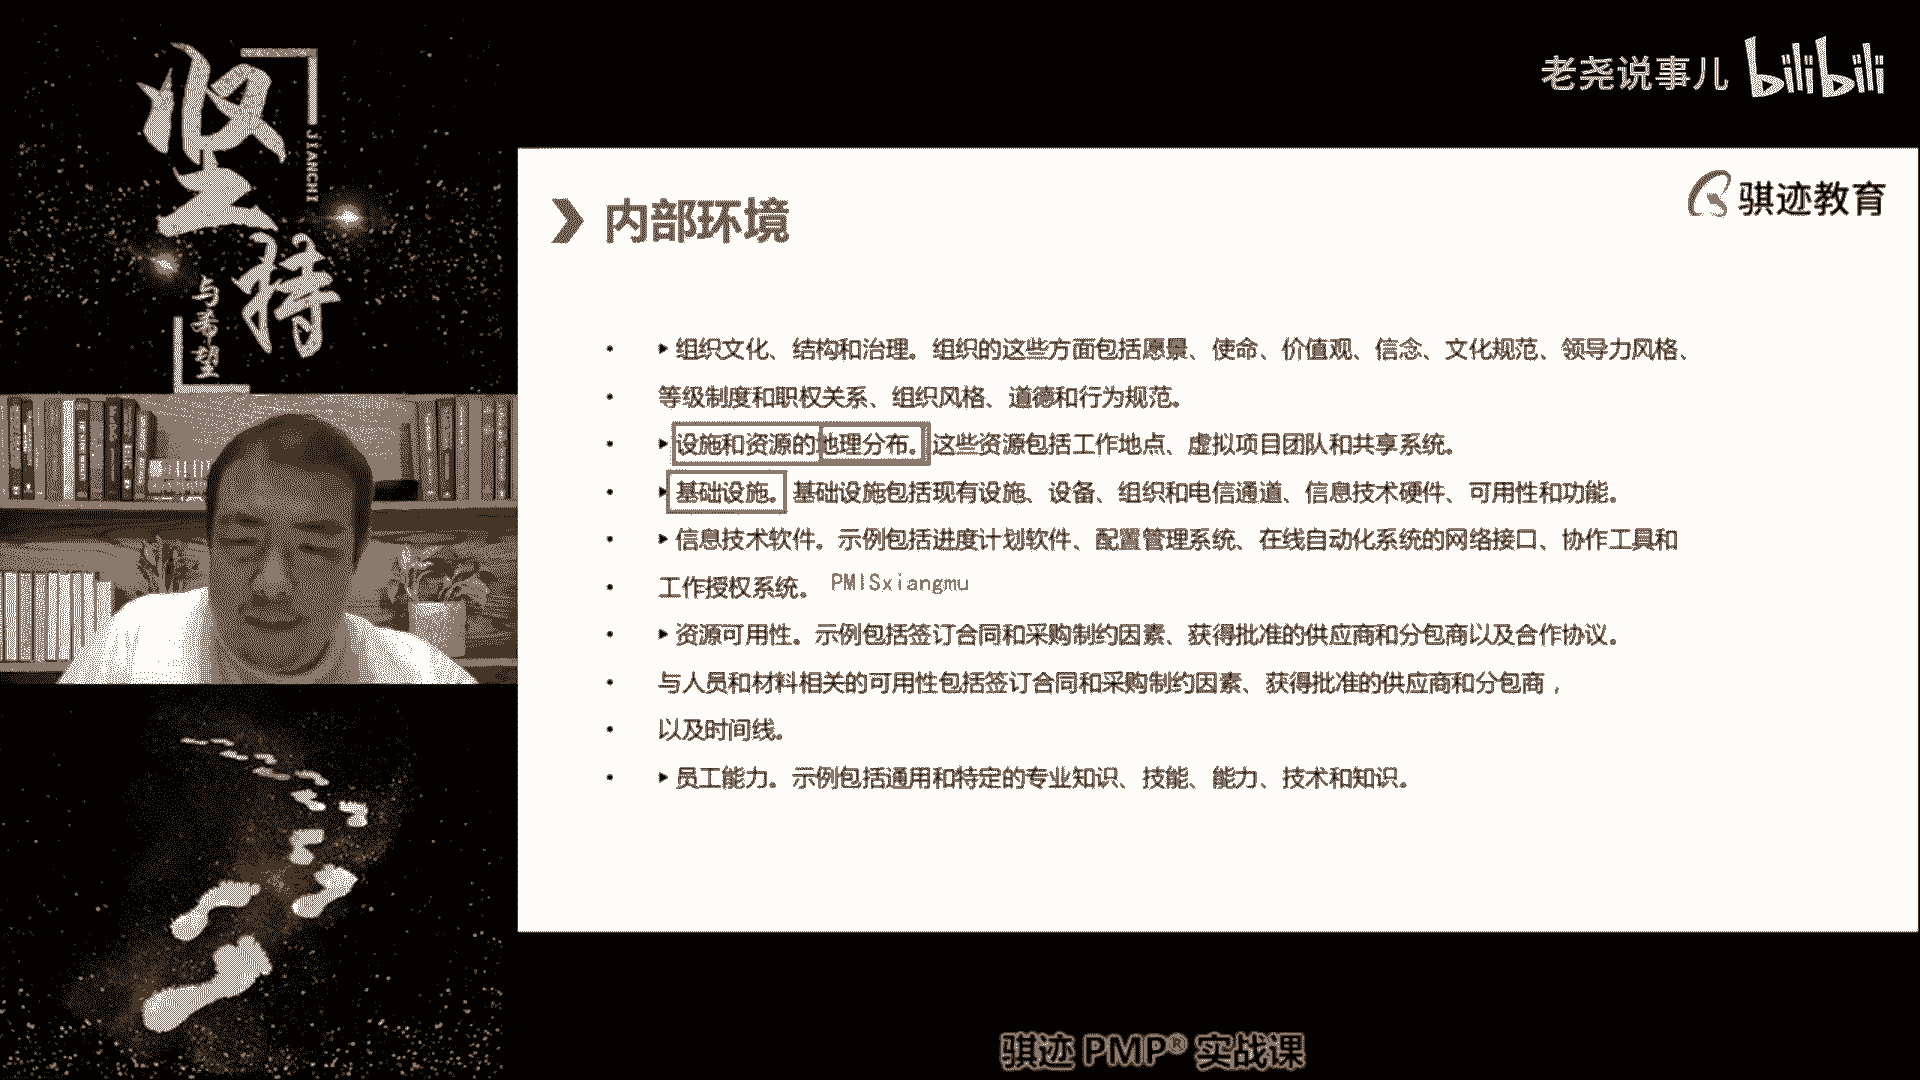 坚持
JIANCHI
与希望
老尧说事儿 bilibili
骐迹教育
内部环境
• ▸组织文化、结构和治理。组织的这些方面包括愿景、使命、价值观、信念、文化规范、领导力风格、
• 等级制度和职权关系、组织风格、道德和行为规范。
• ▸设施和资源的地理分布。这些资源包括工作地点、虚拟项目团队和共享系统。
• ▸基础设施。基础设施包括现有设施、设备、组织和电信通道、信息技术硬件、可用性和功能。
• ▸信息技术软件。示例包括进度计划软件、配置管理系统、在线自动化系统的网络接口、协作工具和
• 工作授权系统。 PMISxiangmu
• ▸资源可用性。示例包括签订合同和采购制约因素、获得批准的供应商和分包商以及合作协议。
• 与人员和材料相关的可用性包括签订合同和采购制约因素、获得批准的供应商和分包商，
• 以及时间线。
• ▸员工能力。示例包括通用和特定的专业知识、技能、能力、技术和知识。
骐迹 PMP® 实战课